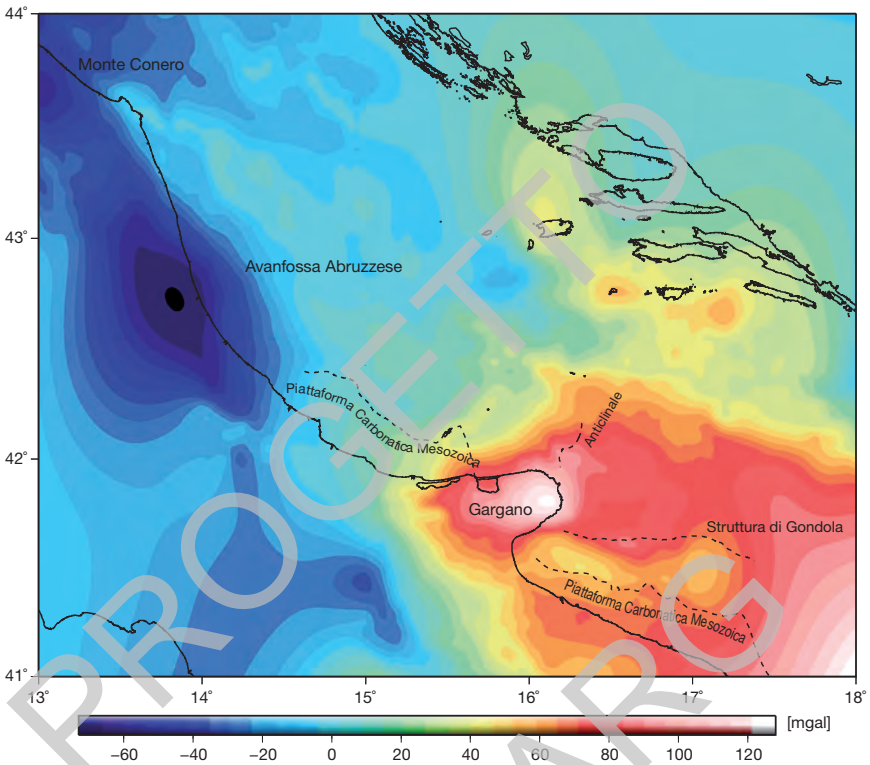 44°
Monte Conero
43°
Avanfossa Abruzzese
Piattaforma Carbonatica Mesozoica
Anticlinale
42°
Gargano
Struttura di Gondola
Piattaforma Carbonatica Mesozoica
41°
13° 14° 15° 16° 17° 18°
[mgal]
−60 −40 −20 0 20 40 60 80 100 120
PROGETTO
ARG